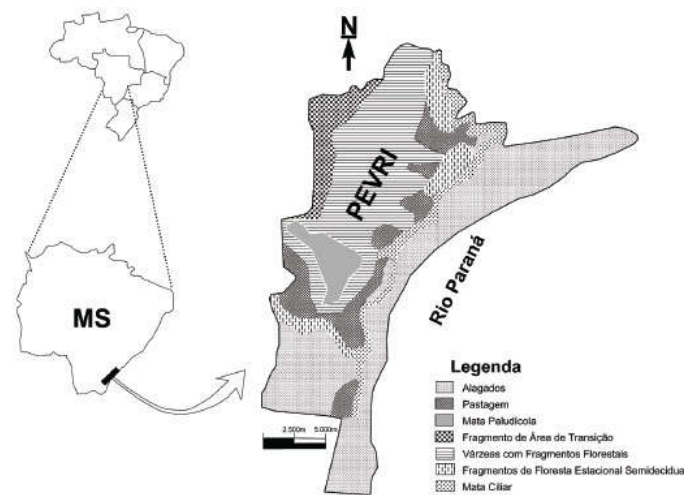 N
PEVRI
Rio Paraná
MS
2.500m 5.000m
Legenda
Alagados
Pastagem
Mata Paludícola
Fragmento de Área de Transição
Várzeas com Fragmentos Florestais
Fragmentos de Floresta Estacional Semidecidua
Mata Ciliar